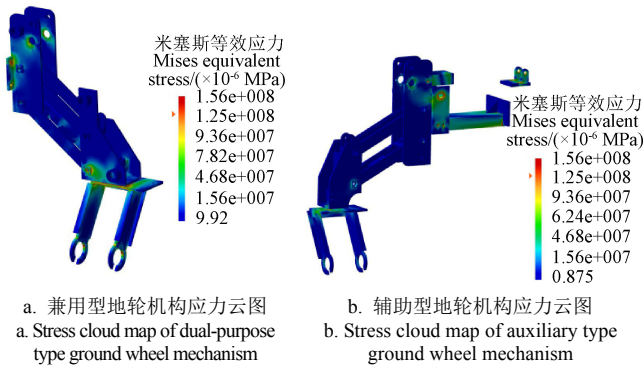 米塞斯等效应力
Mises equivalent
stress/(×10⁻⁶ MPa)
1.56e+008
1.25e+008
9.36e+007
7.82e+007
4.68e+007
1.56e+007
9.92
米塞斯等效应力
Mises equivalent
stress/(×10⁻⁶ MPa)
1.56e+008
1.25e+008
9.36e+007
6.24e+007
4.68e+007
1.56e+007
0.875
a. 兼用型地轮机构应力云图
a. Stress cloud map of dual-purpose
type ground wheel mechanism
b. 辅助型地轮机构应力云图
b. Stress cloud map of auxiliary type
ground wheel mechanism